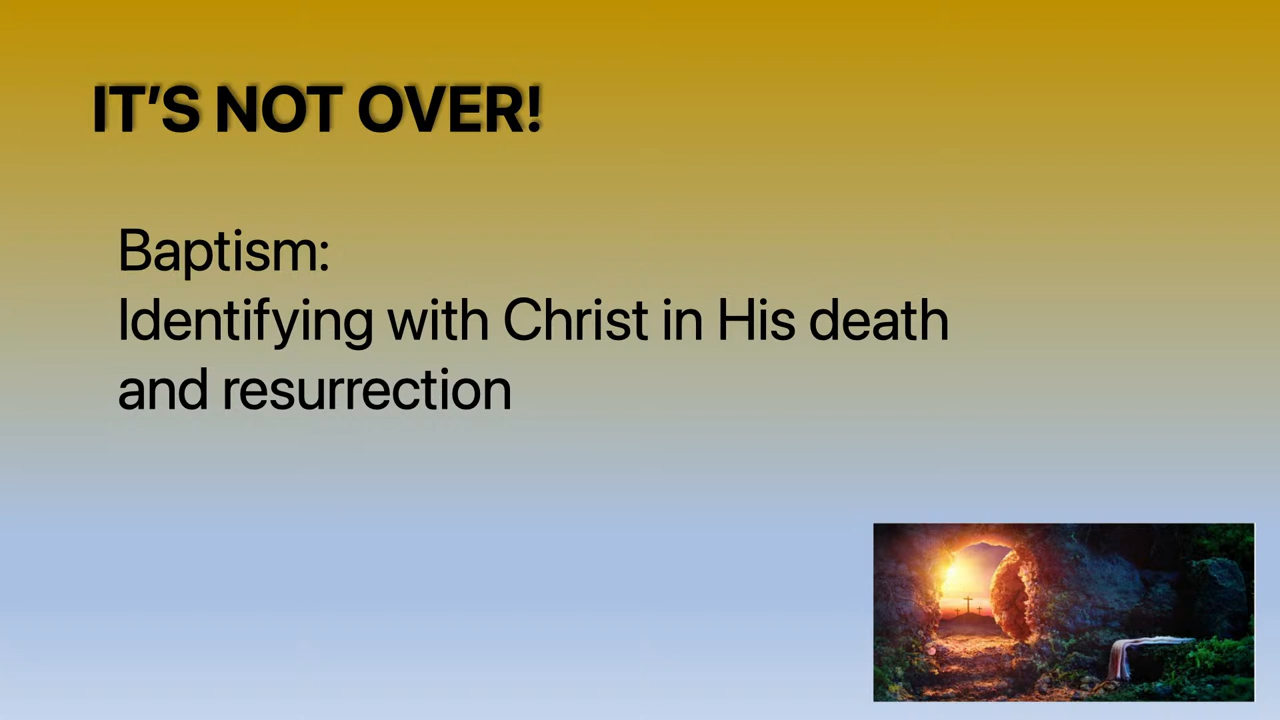 IT’S NOT OVER!
Baptism:
Identifying with Christ in His death
and resurrection